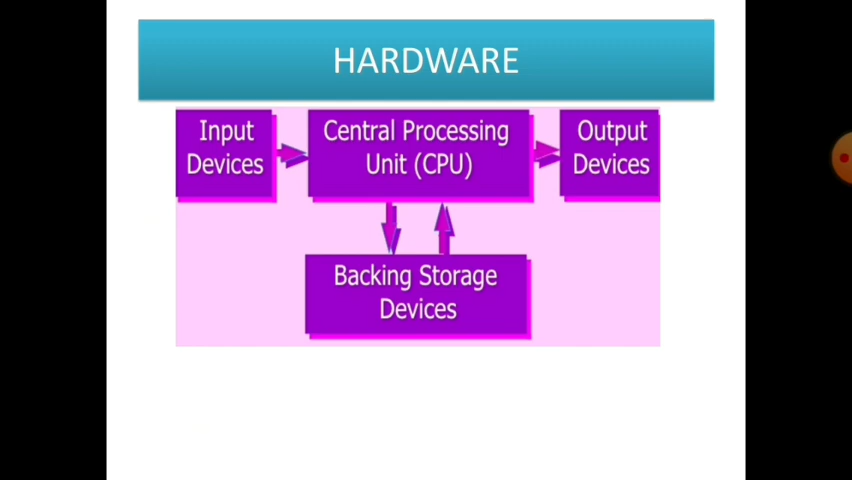 HARDWARE
Input
Devices
Central Processing
Unit (CPU)
Output
Devices
Backing Storage
Devices